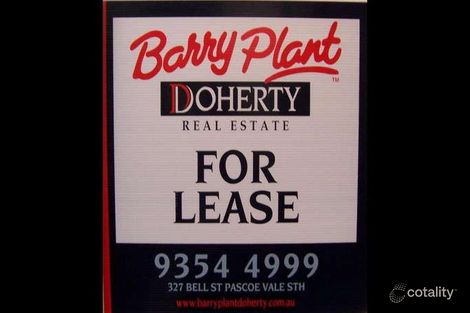 Barry Plant
TM
DOHERTY
REAL ESTATE
FOR
LEASE
9354 4999
327 BELL ST PASCOE VALE STH
www.barryplantdoherty.com.au
cotality